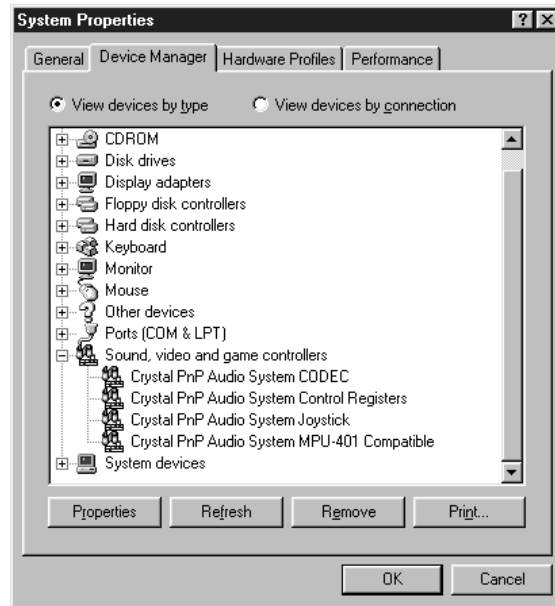 System Properties
General Device Manager Hardware Profiles Performance
View devices by type View devices by connection
CDROM
Disk drives
Display adapters
Floppy disk controllers
Hard disk controllers
Keyboard
Monitor
Mouse
Other devices
Ports (COM & LPT)
Sound, video and game controllers
Crystal PnP Audio System CODEC
Crystal PnP Audio System Control Registers
Crystal PnP Audio System Joystick
Crystal PnP Audio System MPU-401 Compatible
System devices
Properties Refresh Remove Print...
OK Cancel